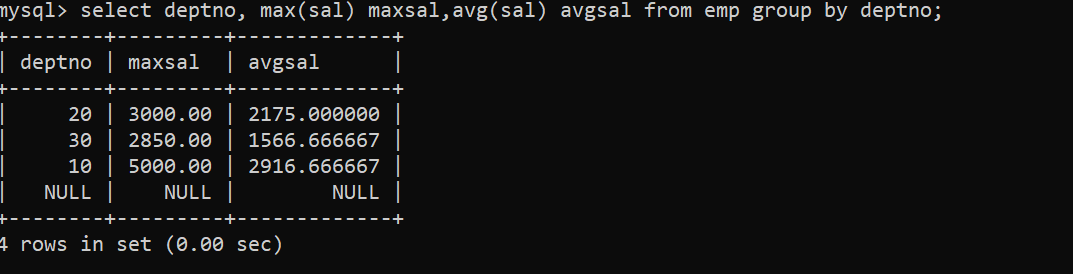 mysql> select deptno, max(sal) maxsal,avg(sal) avgsal from emp group by deptno;
+--------+---------+-------------+
| deptno | maxsal  | avgsal      |
+--------+---------+-------------+
|     20 | 3000.00 | 2175.000000 |
|     30 | 2850.00 | 1566.666667 |
|     10 | 5000.00 | 2916.666667 |
|   NULL |    NULL |        NULL |
+--------+---------+-------------+
4 rows in set (0.00 sec)